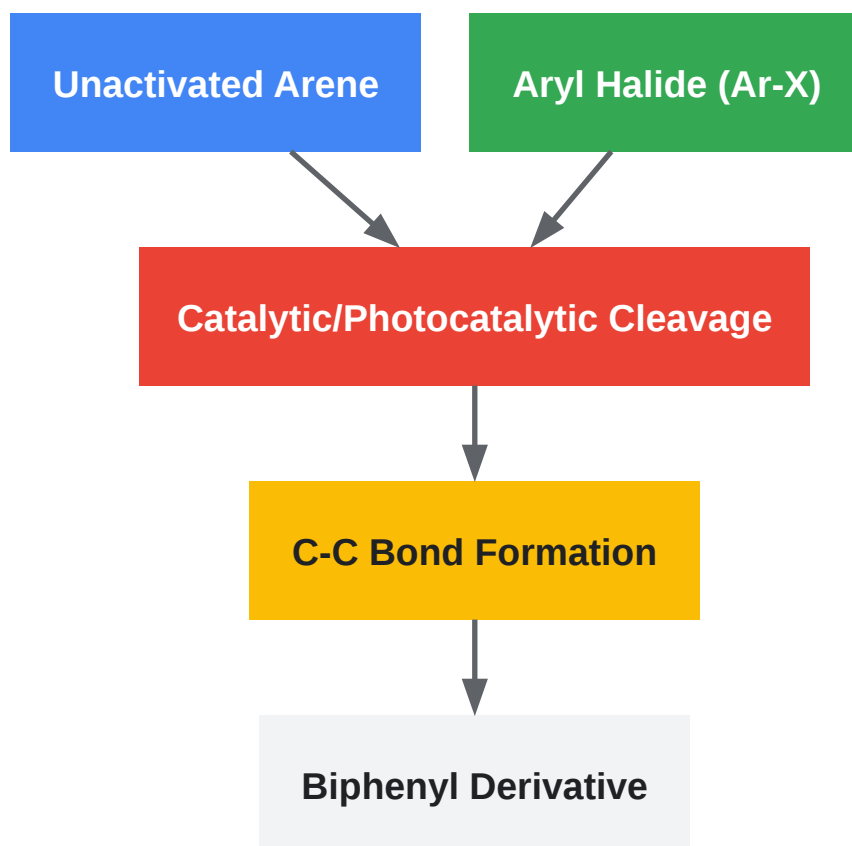 Unactivated Arene
Aryl Halide (Ar-X)
Catalytic/Photocatalytic Cleavage
C-C Bond Formation
Biphenyl Derivative